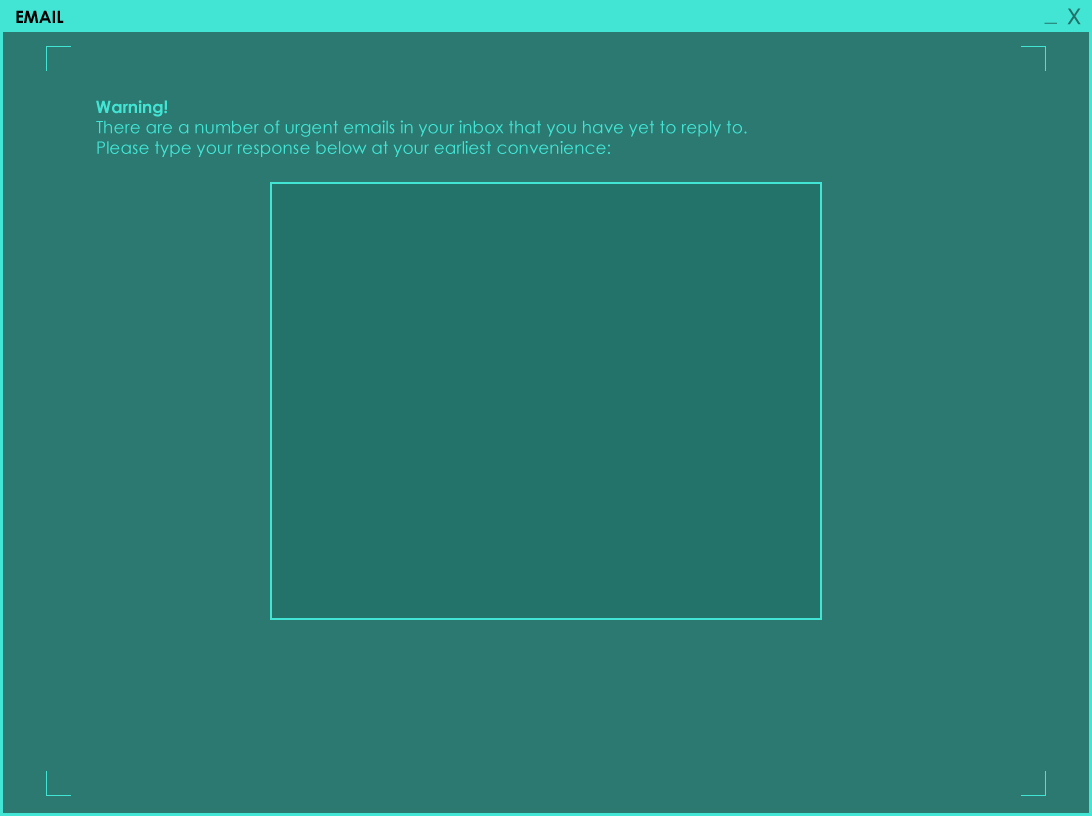 EMAIL _ X
Warning!
There are a number of urgent emails in your inbox that you have yet to reply to.
Please type your response below at your earliest convenience: